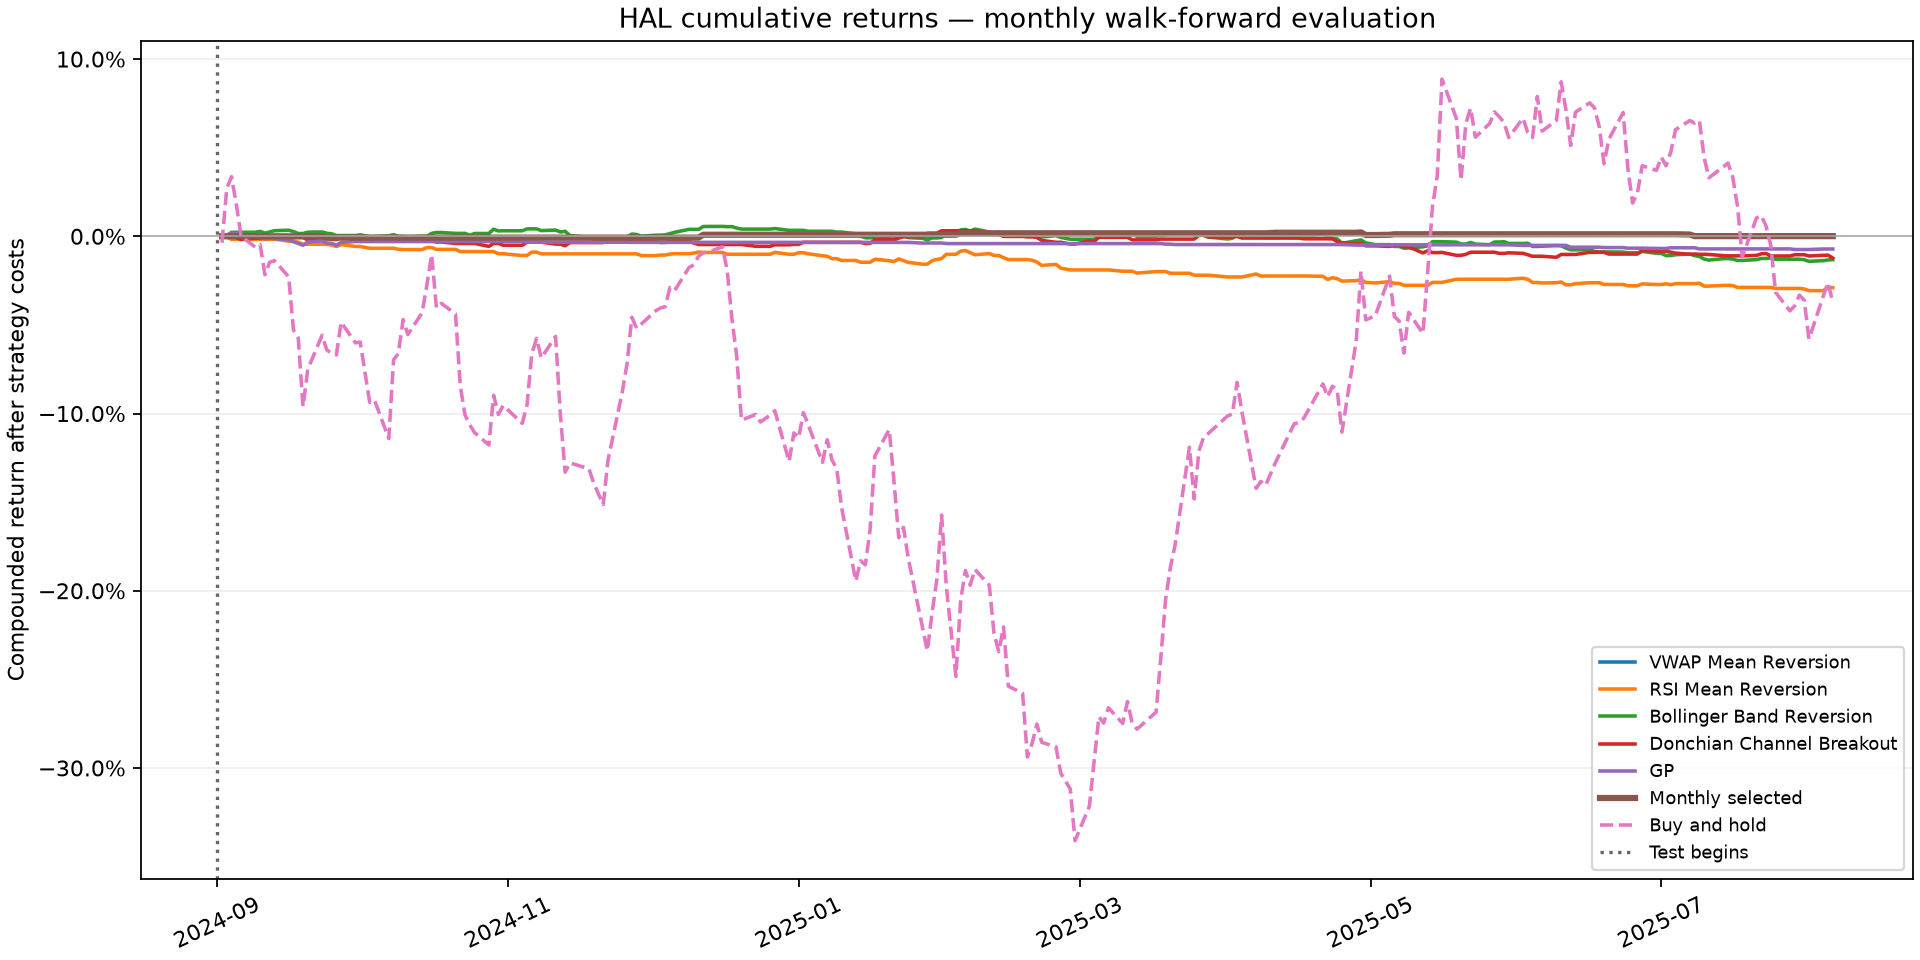 HAL cumulative returns — monthly walk-forward evaluation
Compounded return after strategy costs
10.0%
0.0%
−10.0%
−20.0%
−30.0%
2024-09
2024-11
2025-01
2025-03
2025-05
2025-07
VWAP Mean Reversion
RSI Mean Reversion
Bollinger Band Reversion
Donchian Channel Breakout
GP
Monthly selected
Buy and hold
Test begins